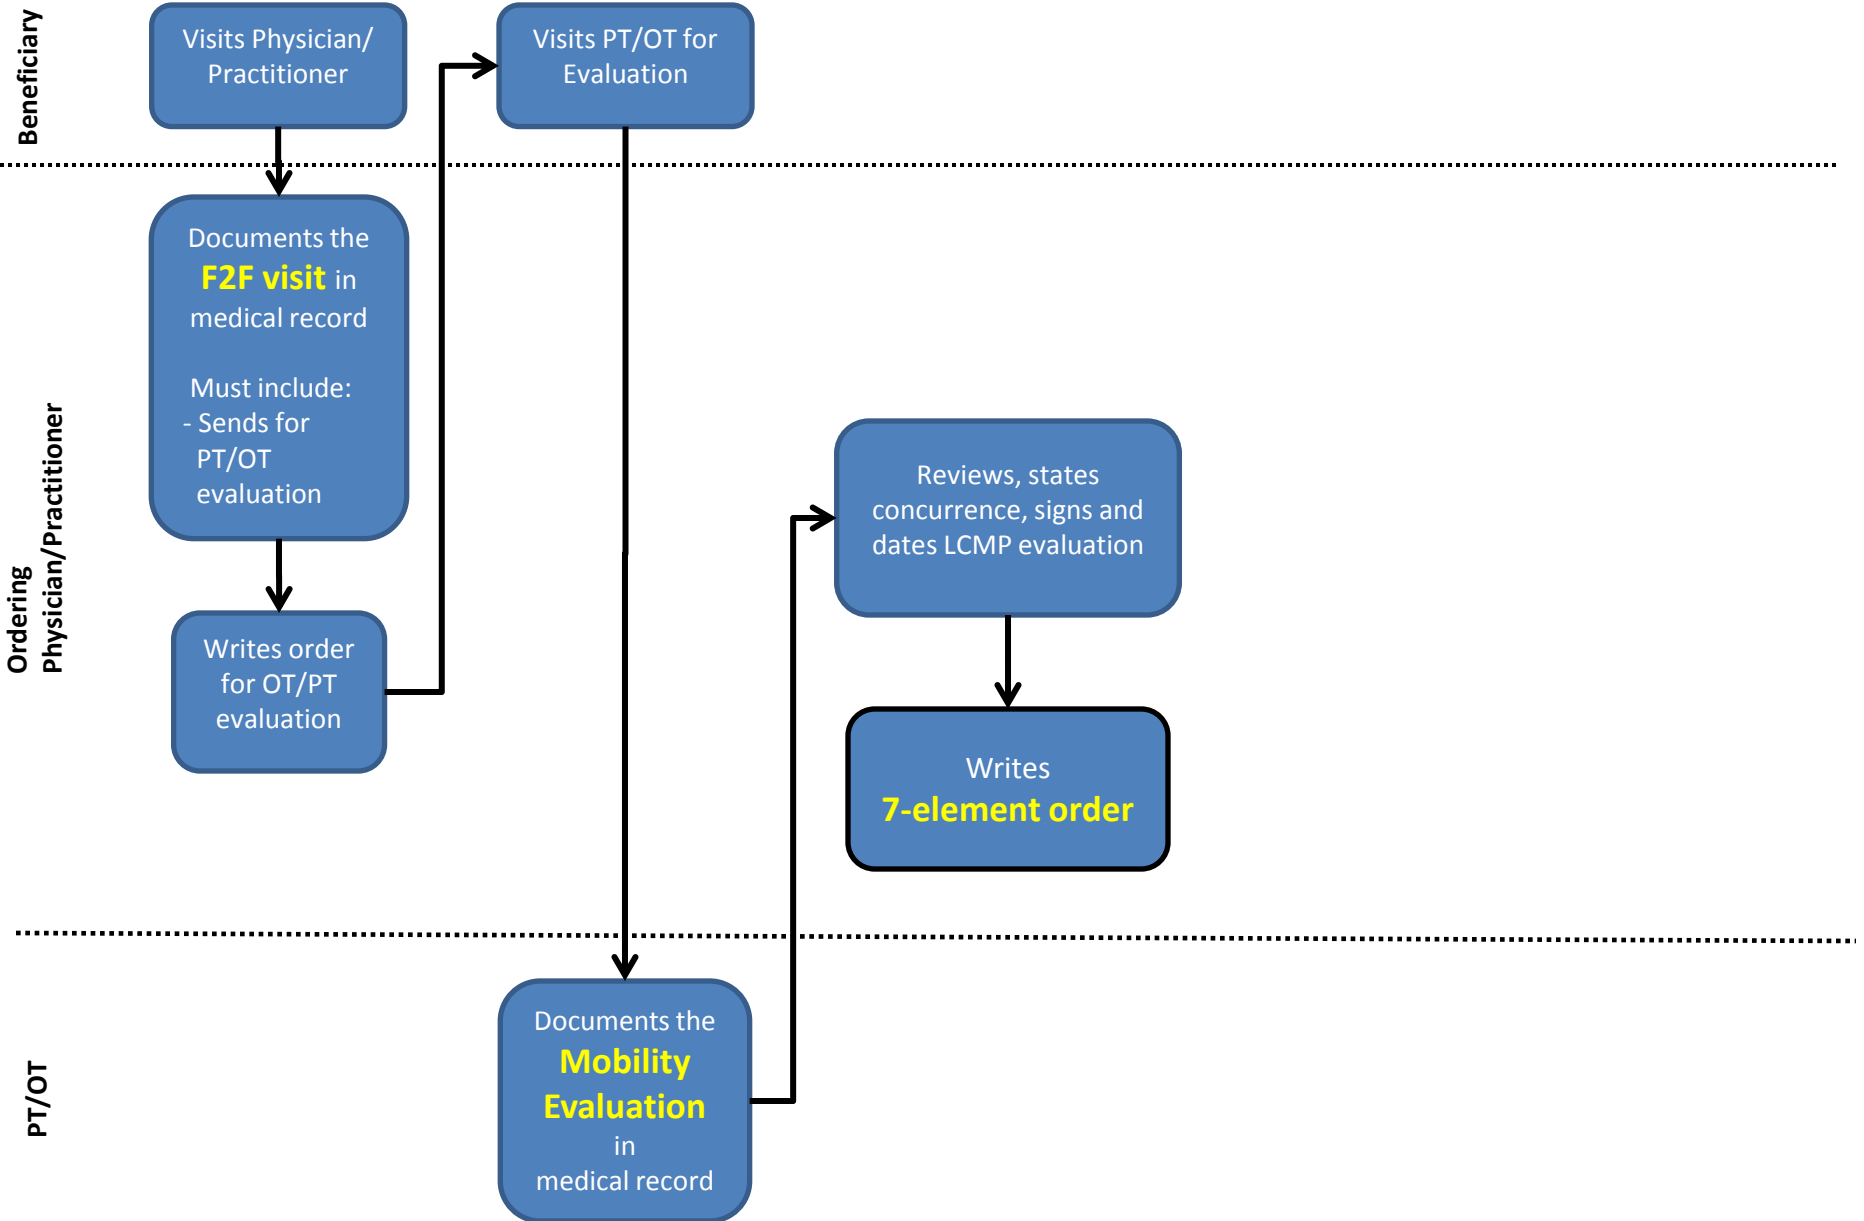 Beneficiary
Visits Physician/
Practitioner
Visits PT/OT for
Evaluation
Ordering
Physician/Practitioner
Documents the
F2F visit in
medical record
Must include:
- Sends for
PT/OT
evaluation
Writes order
for OT/PT
evaluation
Reviews, states
concurrence, signs and
dates LCMP evaluation
Writes
7-element order
PT/OT
Documents the
Mobility
Evaluation
in
medical record